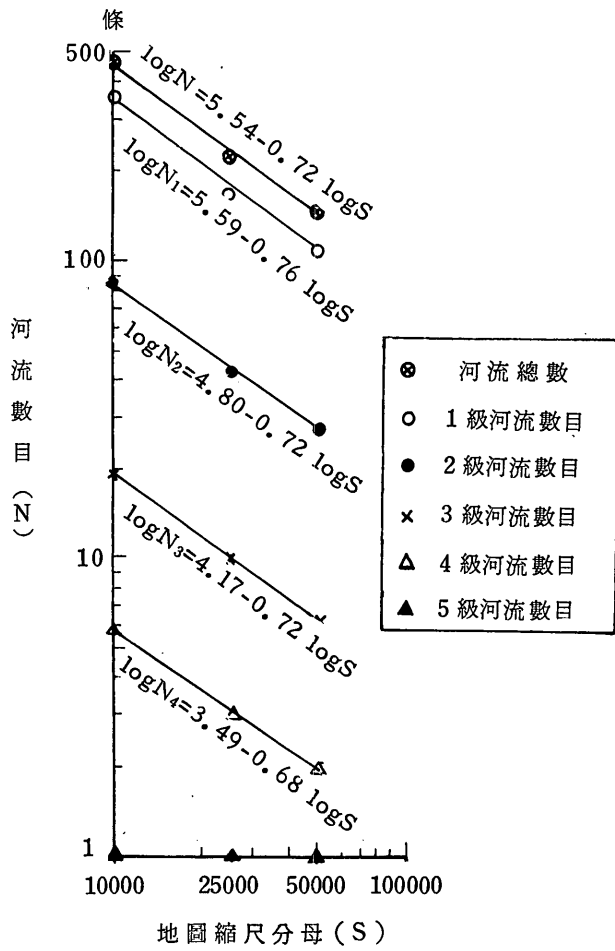 條
500
100
10
1
河流數目(N)
logN=5.54-0.72 logS
logN₁=5.59-0.76 logS
logN₂=4.80-0.72 logS
logN₃=4.17-0.72 logS
logN₄=3.49-0.68 logS
河流總數
1級河流數目
2級河流數目
3級河流數目
4級河流數目
5級河流數目
10000 25000 50000 100000
地圖縮尺分母(S)